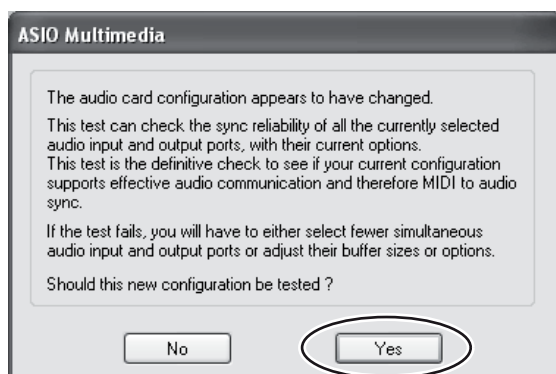 ASIO Multimedia
The audio card configuration appears to have changed.
This test can check the sync reliability of all the currently selected
audio input and output ports, with their current options.
This test is the definitive check to see if your current configuration
supports effective audio communication and therefore MIDI to audio
sync.
If the test fails, you will have to either select fewer simultaneous
audio input and output ports or adjust their buffer sizes or options.
Should this new configuration be tested ?
No Yes